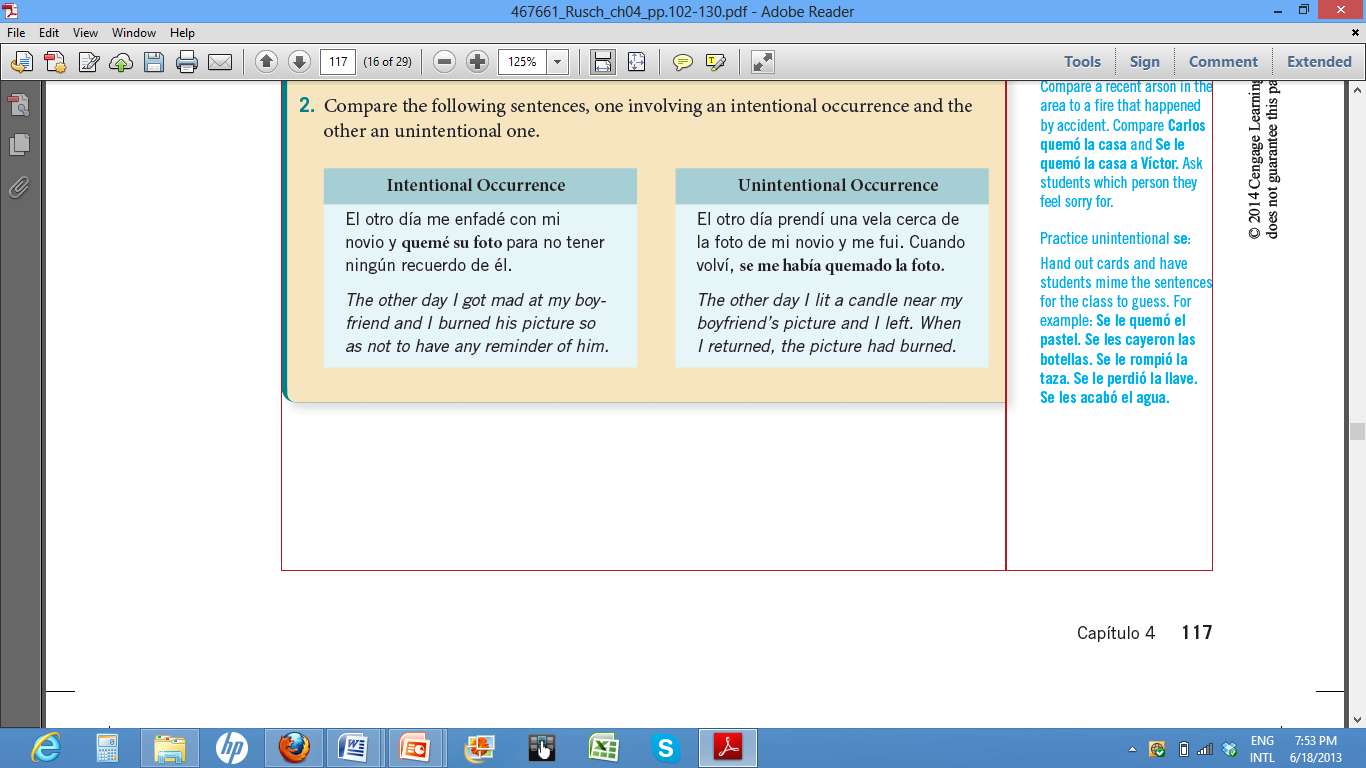 467661_Rusch_ch04_pp.102-130.pdf - Adobe Reader
File Edit View Window Help
117 (16 of 29) 125% Tools Sign Comment Extended
2. Compare the following sentences, one involving an intentional occurrence and the
other an unintentional one.
Intentional Occurrence
El otro día me enfadé con mi
novio y quemé su foto para no tener
ningún recuerdo de él.
The other day I got mad at my boy-
friend and I burned his picture so
as not to have any reminder of him.
Unintentional Occurrence
El otro día prendí una vela cerca de
la foto de mi novio y me fui. Cuando
volví, se me había quemado la foto.
The other day I lit a candle near my
boyfriend's picture and I left. When
I returned, the picture had burned.
Compare a recent arson in the
area to a fire that happened
by accident. Compare Carlos
quemó la casa and Se le
quemó la casa a Víctor. Ask
students which person they
feel sorry for.
Practice unintentional se:
Hand out cards and have
students mime the sentences
for the class to guess. For
example: Se le quemó el
pastel. Se les cayeron las
botellas. Se le rompió la
taza. Se le perdió la llave.
Se les acabó el agua.
© 2014 Cengage Learning
does not guarantee this pa
Capítulo 4 117
hp
ENG 7:53 PM
INTL 6/18/2013